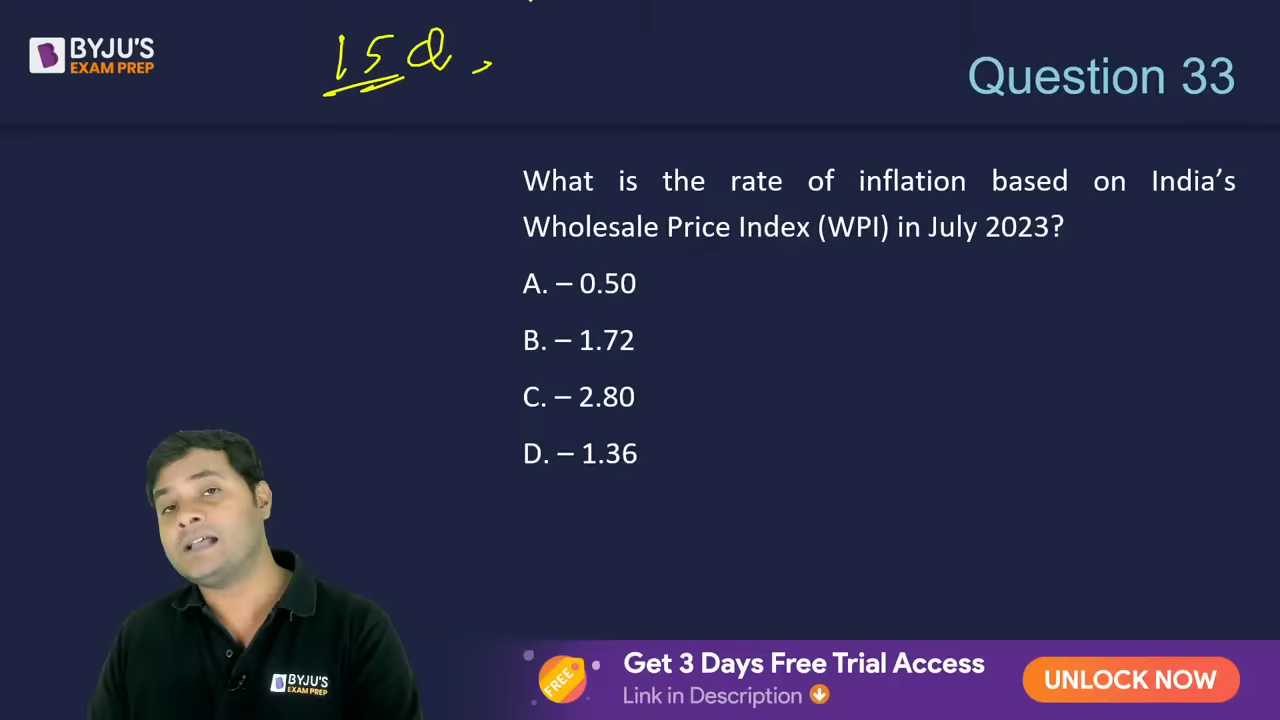 BYJU'S
EXAM PREP
15Q,
Question 33
What is the rate of inflation based on India’s
Wholesale Price Index (WPI) in July 2023?
A. – 0.50
B. – 1.72
C. – 2.80
D. – 1.36
BYJU'S
EXAM PREP
FREE
Get 3 Days Free Trial Access
Link in Description
UNLOCK NOW